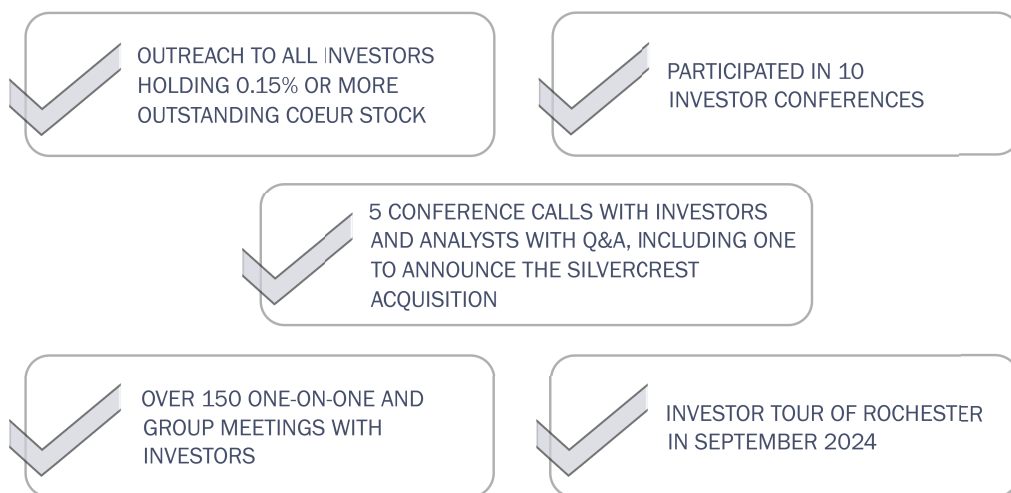 OUTREACH TO ALL INVESTORS
HOLDING 0.15% OR MORE
OUTSTANDING COEUR STOCK
PARTICIPATED IN 10
INVESTOR CONFERENCES
5 CONFERENCE CALLS WITH INVESTORS
AND ANALYSTS WITH Q&A, INCLUDING ONE
TO ANNOUNCE THE SILVERCREST
ACQUISITION
OVER 150 ONE-ON-ONE AND
GROUP MEETINGS WITH
INVESTORS
INVESTOR TOUR OF ROCHESTER
IN SEPTEMBER 2024